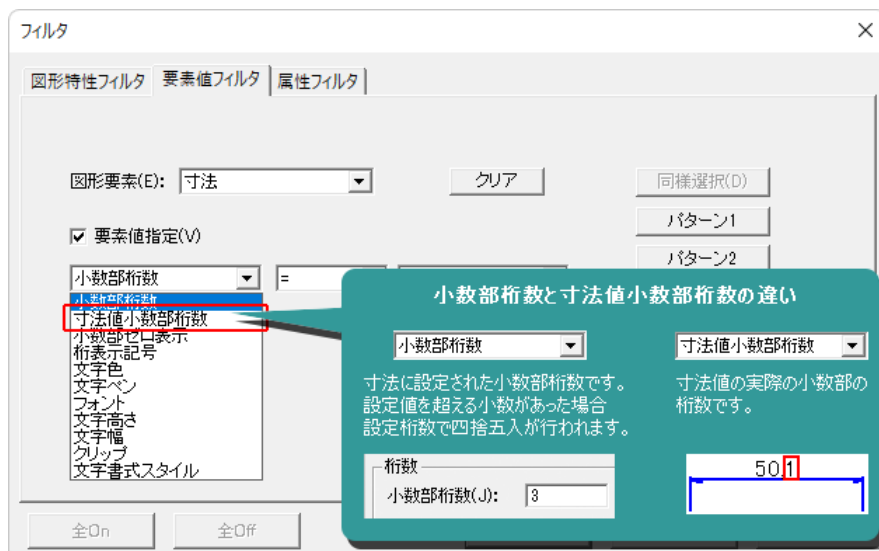 フィルタ
図形特性フィルタ 要素値フィルタ 属性フィルタ
図形要素(E): 寸法 クリア 同様選択(D)
パターン1
要素値指定(V)
パターン2
小数部桁数 =
小数部桁数
寸法値小数部桁数
小数部ゼロ表示
桁表示記号
文字色
文字ペン
フォント
文字高さ
文字幅
クリップ
文字書式スタイル
小数部桁数と寸法値小数部桁数の違い
小数部桁数
寸法に設定された小数部桁数です。
設定値を超える小数があった場合
設定桁数で四捨五入が行われます。
桁数
小数部桁数(J): 3
寸法値小数部桁数
寸法値の実際の小数部の
桁数です。
50.1
全On 全Off